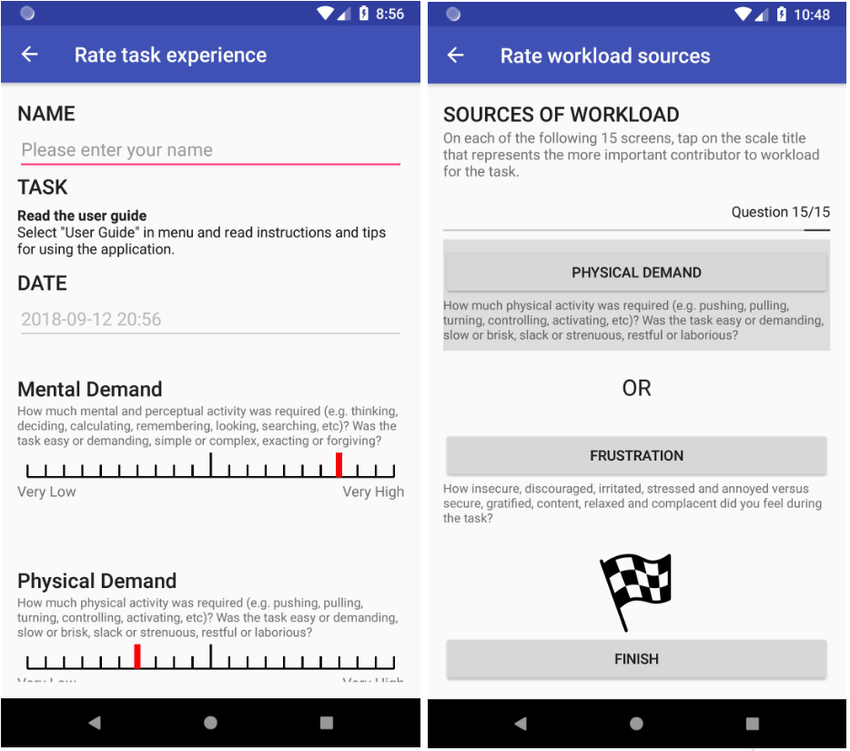 8:56
Rate task experience
NAME
Please enter your name
TASK
Read the user guide
Select "User Guide" in menu and read instructions and tips
for using the application.
DATE
2018-09-12 20:56
Mental Demand
How much mental and perceptual activity was required (e.g. thinking,
deciding, calculating, remembering, looking, searching, etc)? Was the
task easy or demanding, simple or complex, exacting or forgiving?
Very Low
Very High
Physical Demand
How much physical activity was required (e.g. pushing, pulling,
turning, controlling, activating, etc)? Was the task easy or demanding,
slow or brisk, slack or strenuous, restful or laborious?
Very Low
Very High
10:48
Rate workload sources
SOURCES OF WORKLOAD
On each of the following 15 screens, tap on the scale title
that represents the more important contributor to workload
for the task.
Question 15/15
PHYSICAL DEMAND
How much physical activity was required (e.g. pushing, pulling,
turning, controlling, activating, etc)? Was the task easy or demanding,
slow or brisk, slack or strenuous, restful or laborious?
OR
FRUSTRATION
How insecure, discouraged, irritated, stressed and annoyed versus
secure, gratified, content, relaxed and complacent did you feel during
the task?
FINISH